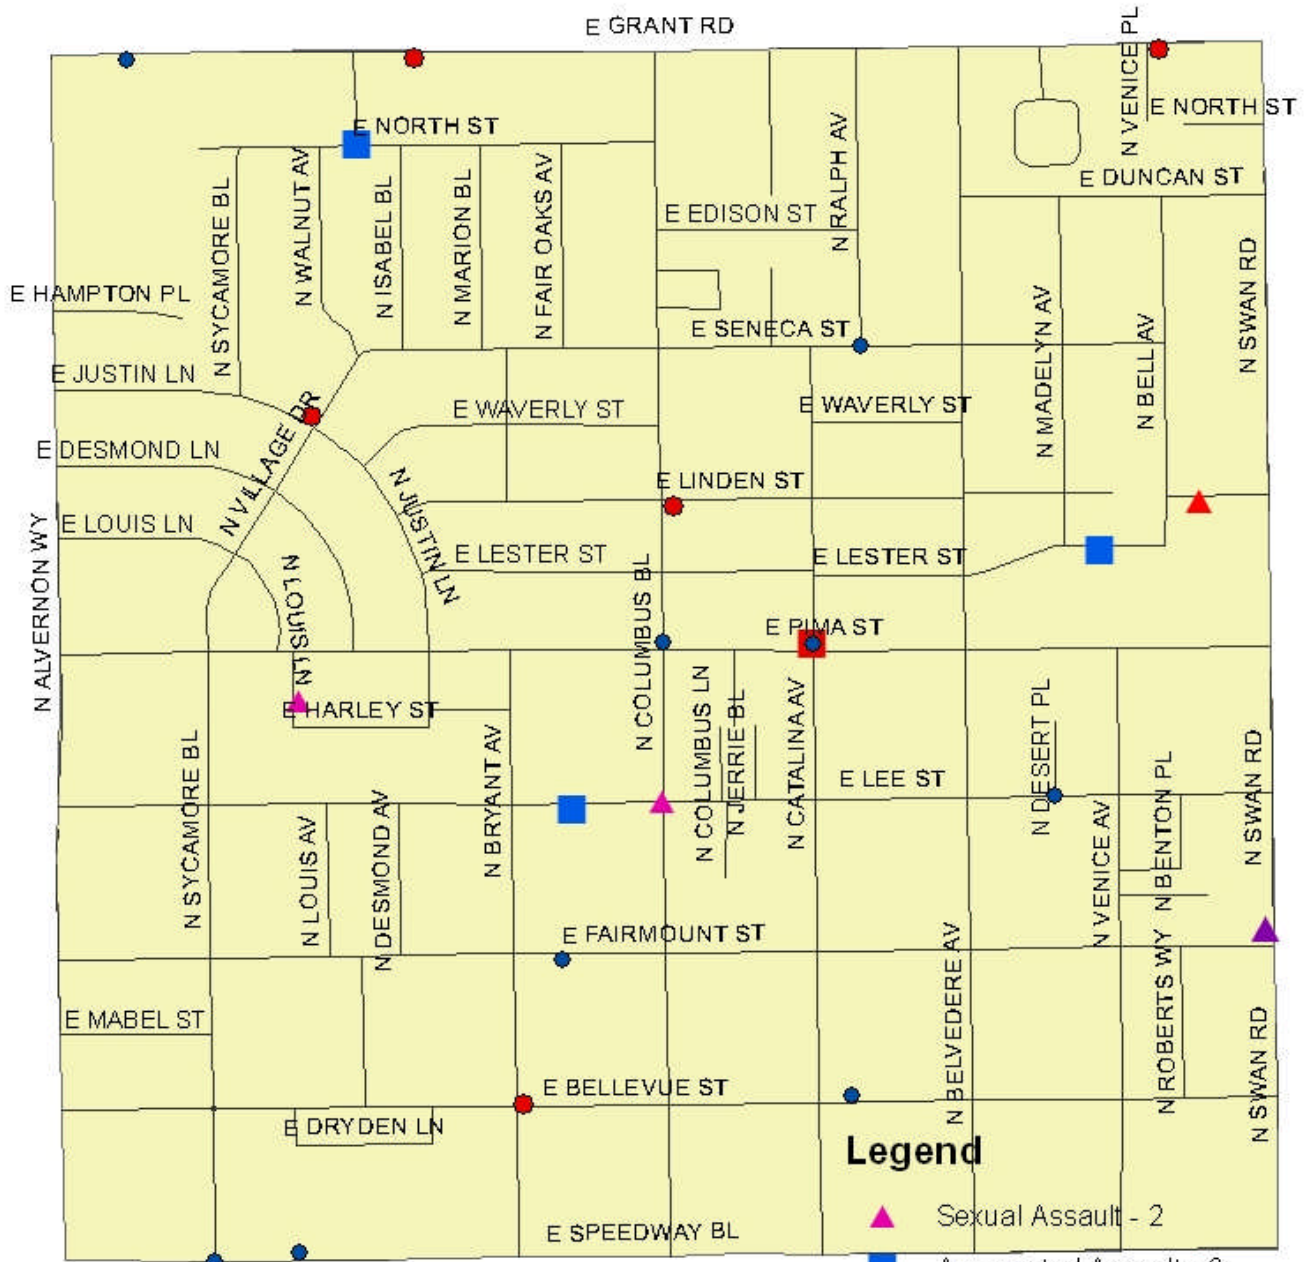 E GRANT RD
N VENICE PL
E NORTH ST
E NORTH ST
N RALPH AV
E DUNCAN ST
N SYCAMORE BL
N WALNUT AV
N ISABEL BL
N MARION BL
N FAIR OAKS AV
E EDISON ST
N SWAN RD
E HAMPTON PL
E SENECA ST
N MADELYN AV
N BELL AV
E JUSTIN LN
E WAVERLY ST
E WAVERLY ST
E DESMOND LN
N VILLAGE DR
N JUSTIN LN
E LINDEN ST
E LOUIS LN
N ALVERNON WY
N LOUIS LN
E LESTER ST
E LESTER ST
N COLUMBUS BL
E PIMA ST
E HARLEY ST
N COLUMBUS LN
N JERRIE BL
N CATALINA AV
N DESERT PL
N SYCAMORE BL
N BRYANT AV
E LEE ST
N BENTON PL
N SWAN RD
N LOUIS AV
N DESMOND AV
N VENICE AV
E FAIRMOUNT ST
N BELVEDERE AV
N ROBERTS WY
E MABEL ST
N SWAN RD
E BELLEVUE ST
E DRYDEN LN
Legend
Sexual Assault - 2
E SPEEDWAY BL